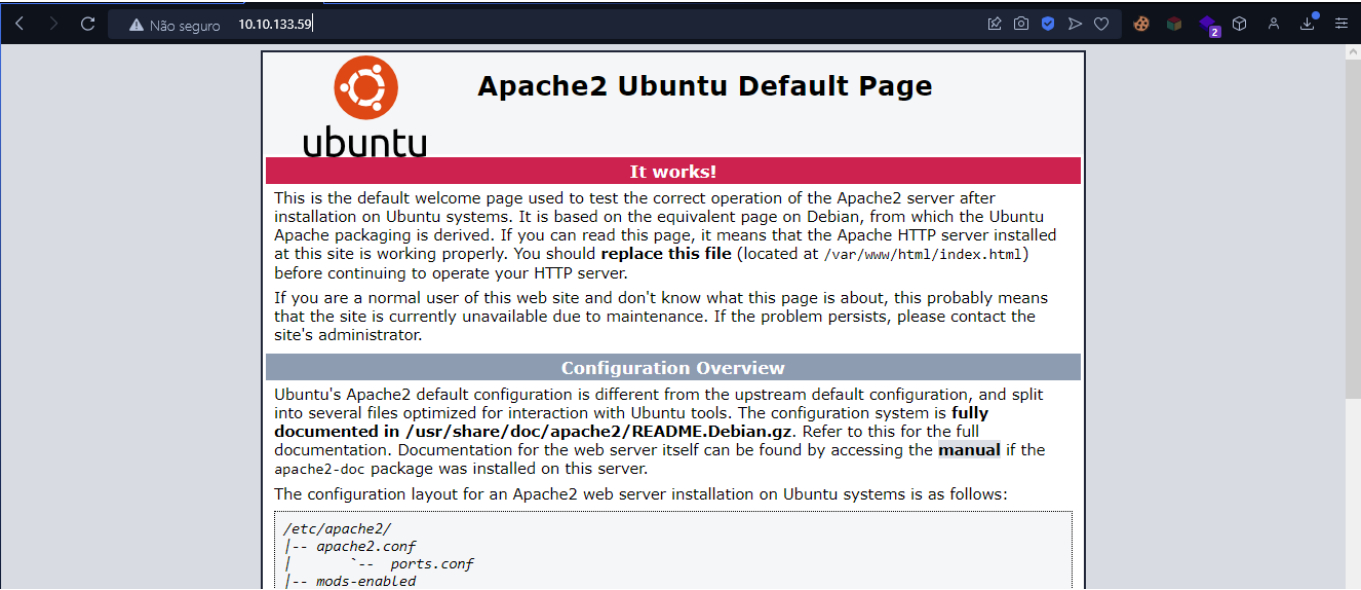 Não seguro 10.10.133.59
2
Apache2 Ubuntu Default Page
ubuntu
It works!
This is the default welcome page used to test the correct operation of the Apache2 server after
installation on Ubuntu systems. It is based on the equivalent page on Debian, from which the Ubuntu
Apache packaging is derived. If you can read this page, it means that the Apache HTTP server installed
at this site is working properly. You should replace this file (located at /var/www/html/index.html)
before continuing to operate your HTTP server.
If you are a normal user of this web site and don't know what this page is about, this probably means
that the site is currently unavailable due to maintenance. If the problem persists, please contact the
site's administrator.
Configuration Overview
Ubuntu's Apache2 default configuration is different from the upstream default configuration, and split
into several files optimized for interaction with Ubuntu tools. The configuration system is fully
documented in /usr/share/doc/apache2/README.Debian.gz. Refer to this for the full
documentation. Documentation for the web server itself can be found by accessing the manual if the
apache2-doc package was installed on this server.
The configuration layout for an Apache2 web server installation on Ubuntu systems is as follows:
/etc/apache2/
|-- apache2.conf
|       `--  ports.conf
|-- mods-enabled